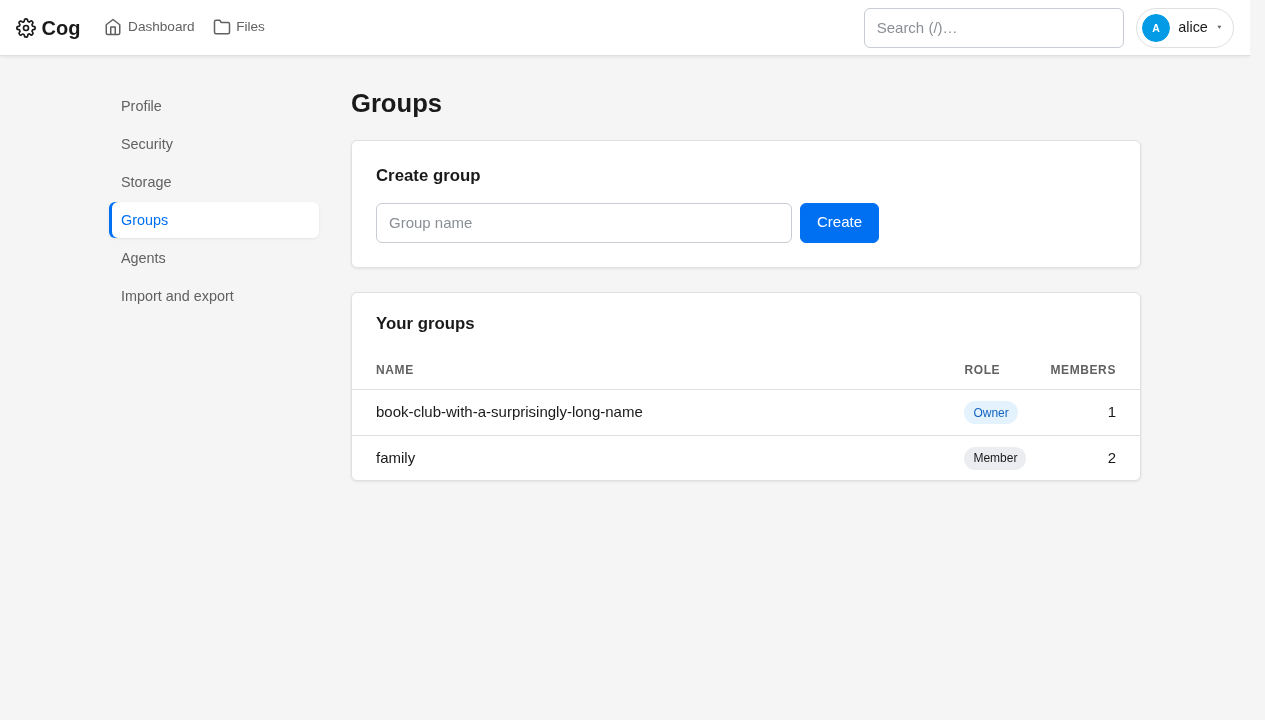 Cog Dashboard Files Search (/)… A alice
Profile
Security
Storage
Groups
Agents
Import and export
Groups
Create group
Group name Create
Your groups
NAME ROLE MEMBERS
book-club-with-a-surprisingly-long-name Owner 1
family Member 2